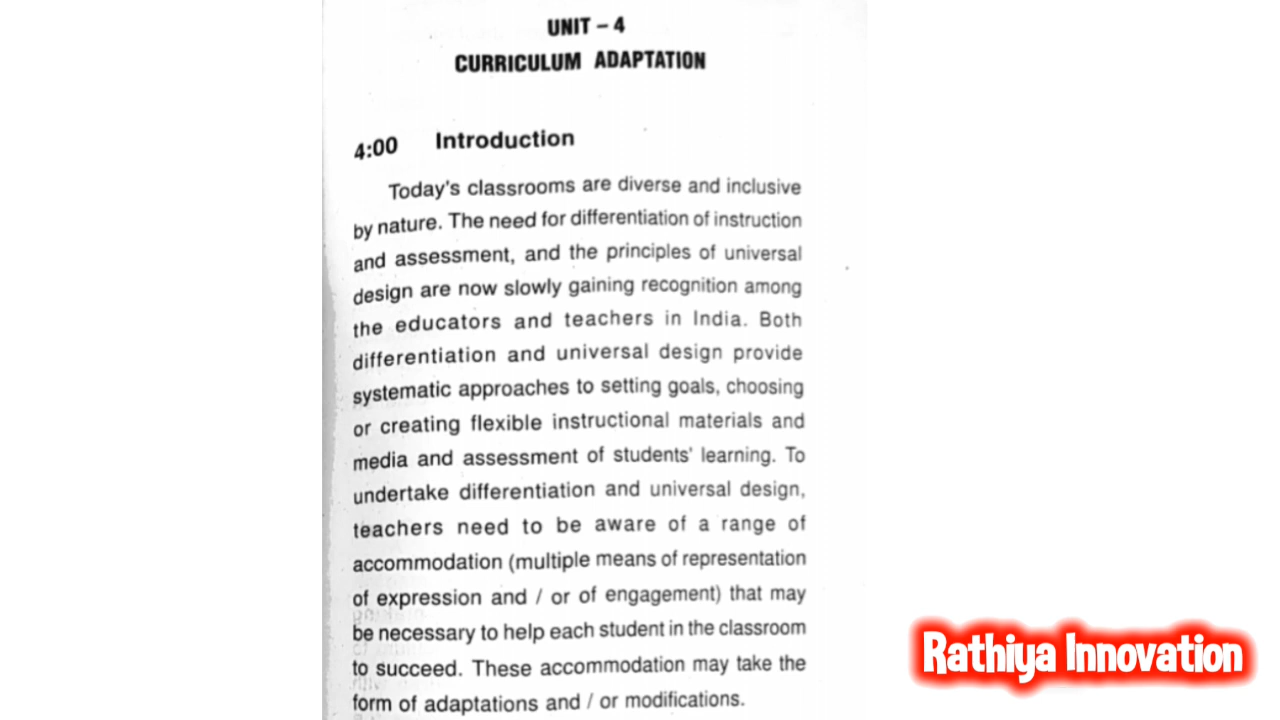 UNIT – 4
CURRICULUM ADAPTATION
4:00 Introduction
Today's classrooms are diverse and inclusive
by nature. The need for differentiation of instruction
and assessment, and the principles of universal
design are now slowly gaining recognition among
the educators and teachers in India. Both
differentiation and universal design provide
systematic approaches to setting goals, choosing
or creating flexible instructional materials and
media and assessment of students' learning. To
undertake differentiation and universal design,
teachers need to be aware of a range of
accommodation (multiple means of representation
of expression and / or of engagement) that may
be necessary to help each student in the classroom
to succeed. These accommodation may take the
form of adaptations and / or modifications.
Rathiya Innovation